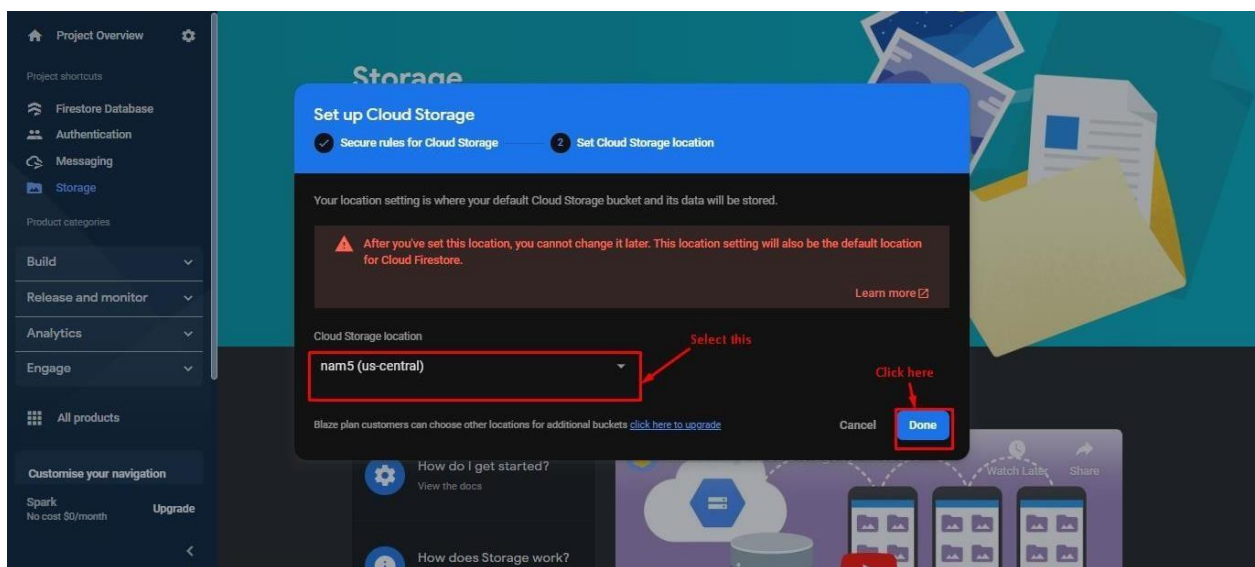 Project Overview
Project shortcuts
Firestore Database
Authentication
Messaging
Storage
Product categories
Build
Release and monitor
Analytics
Engage
All products
Customise your navigation
Spark
No cost $0/month
Upgrade
Storage
Set up Cloud Storage
Secure rules for Cloud Storage
2 Set Cloud Storage location
Your location setting is where your default Cloud Storage bucket and its data will be stored.
After you've set this location, you cannot change it later. This location setting will also be the default location
for Cloud Firestore.
Learn more
Cloud Storage location
Select this
nam5 (us-central)
Click here
Blaze plan customers can choose other locations for additional buckets click here to upgrade
Cancel
Done
How do I get started?
View the docs
How does Storage work?
Watch Later
Share